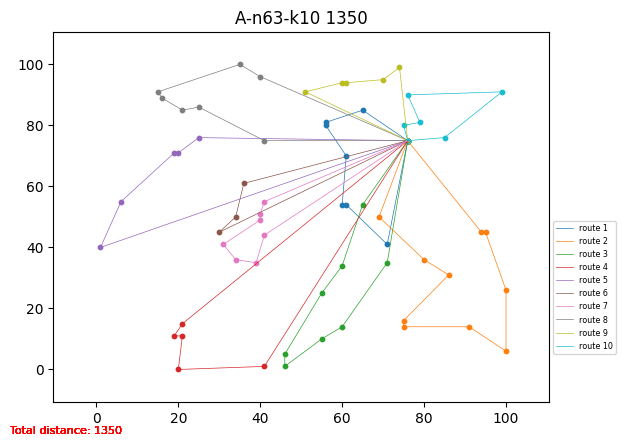 A-n63-k10 1350
100
80
60
40
20
0
0 20 40 60 80 100
route 1
route 2
route 3
route 4
route 5
route 6
route 7
route 8
route 9
route 10
Total distance: 1350